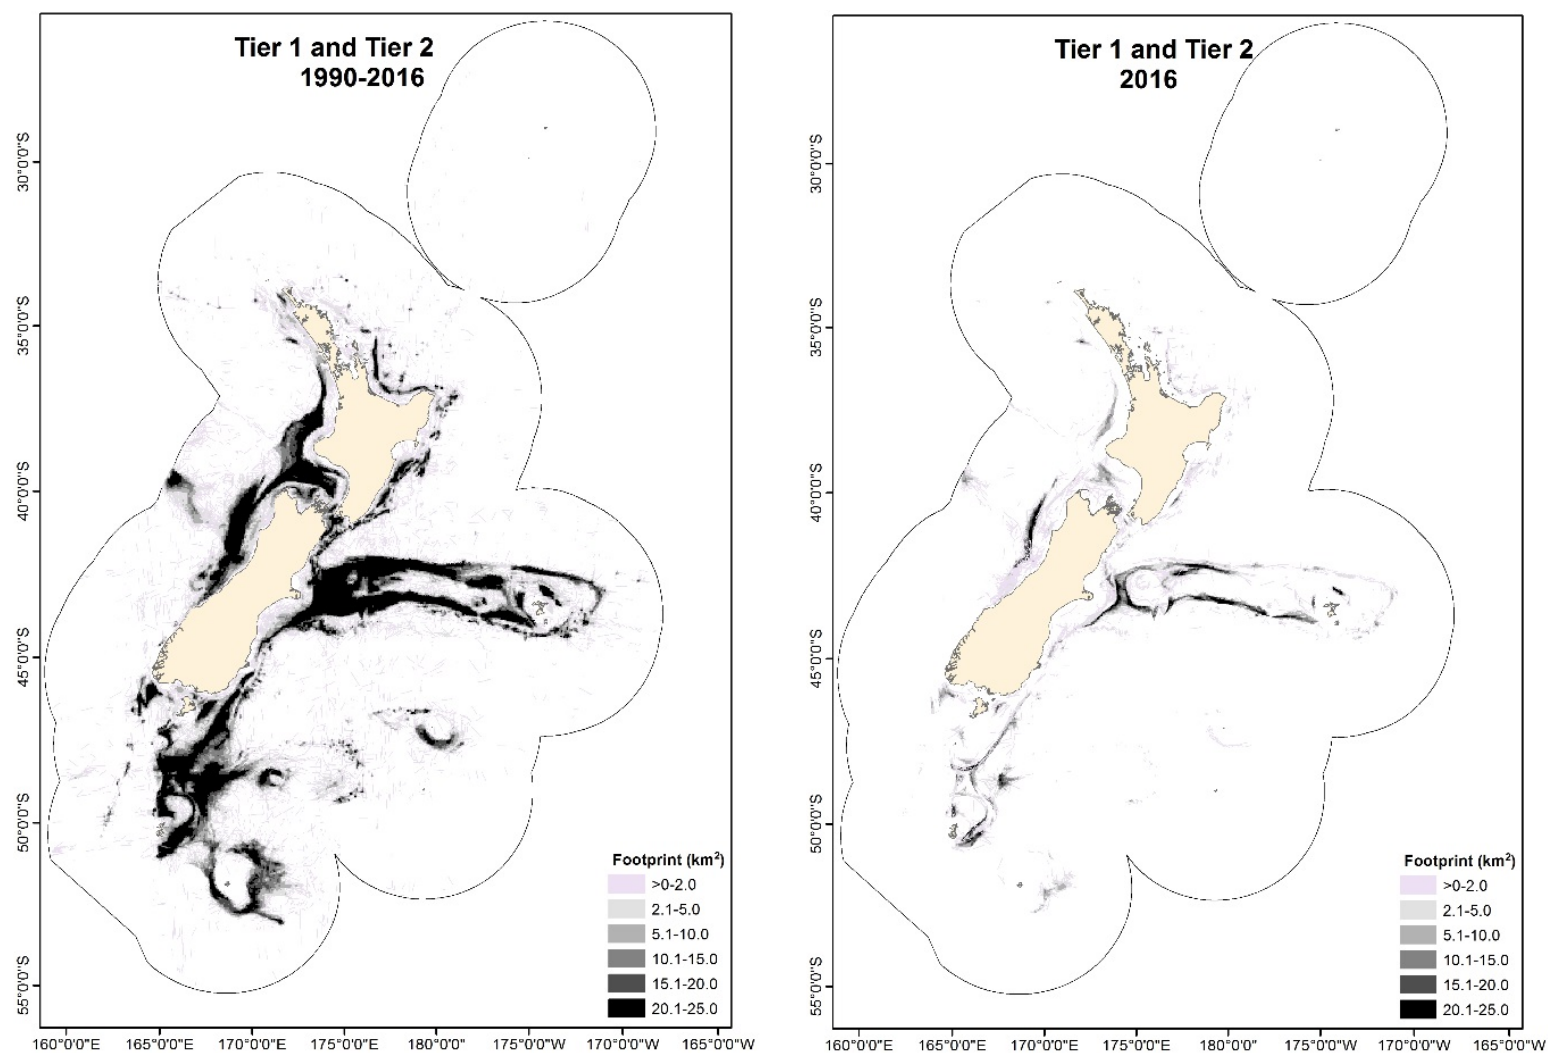 Tier 1 and Tier 2
1990-2016
30°0'0"S
35°0'0"S
40°0'0"S
45°0'0"S
50°0'0"S
55°0'0"S
Footprint (km²)
>0-2.0
2.1-5.0
5.1-10.0
10.1-15.0
15.1-20.0
20.1-25.0
160°0'0"E 165°0'0"E 170°0'0"E 175°0'0"E 180°0'0" 175°0'0"W 170°0'0"W 165°0'0"W
Tier 1 and Tier 2
2016
30°0'0"S
35°0'0"S
40°0'0"S
45°0'0"S
50°0'0"S
55°0'0"S
Footprint (km²)
>0-2.0
2.1-5.0
5.1-10.0
10.1-15.0
15.1-20.0
20.1-25.0
160°0'0"E 165°0'0"E 170°0'0"E 175°0'0"E 180°0'0" 175°0'0"W 170°0'0"W 165°0'0"W